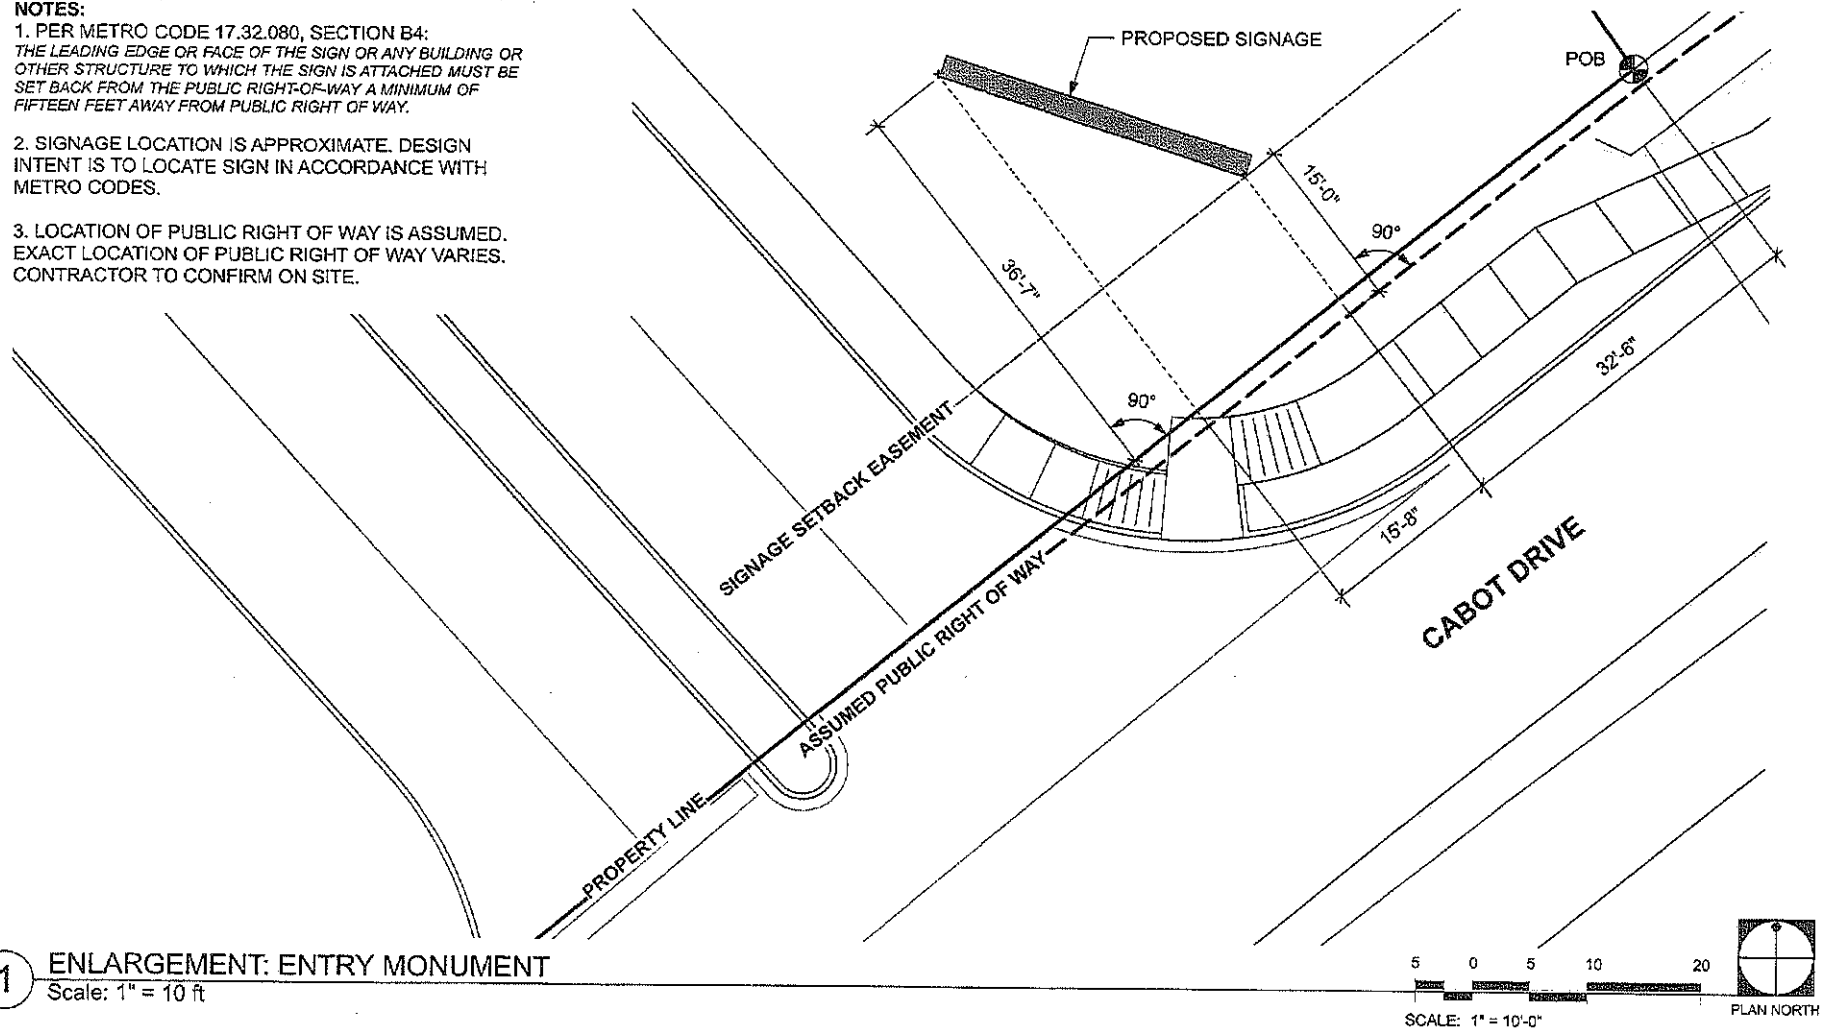 NOTES:
1. PER METRO CODE 17.32.080, SECTION B4:
THE LEADING EDGE OR FACE OF THE SIGN OR ANY BUILDING OR
OTHER STRUCTURE TO WHICH THE SIGN IS ATTACHED MUST BE
SET BACK FROM THE PUBLIC RIGHT-OF-WAY A MINIMUM OF
FIFTEEN FEET AWAY FROM PUBLIC RIGHT OF WAY.
2. SIGNAGE LOCATION IS APPROXIMATE. DESIGN
INTENT IS TO LOCATE SIGN IN ACCORDANCE WITH
METRO CODES.
3. LOCATION OF PUBLIC RIGHT OF WAY IS ASSUMED.
EXACT LOCATION OF PUBLIC RIGHT OF WAY VARIES.
CONTRACTOR TO CONFIRM ON SITE.
PROPOSED SIGNAGE
POB
15'-0"
90°
36'-7"
90°
32'-6"
15'-8"
SIGNAGE SETBACK EASEMENT
ASSUMED PUBLIC RIGHT OF WAY
PROPERTY LINE
CABOT DRIVE
1
ENLARGEMENT: ENTRY MONUMENT
Scale: 1" = 10 ft
5 0 5 10 20
SCALE: 1" = 10'-0"
PLAN NORTH